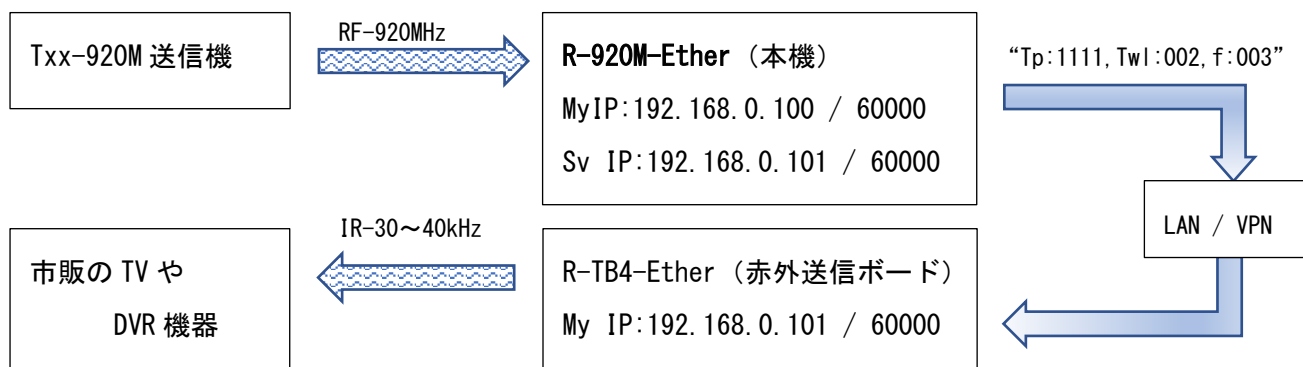 Txx-920M 送信機
RF-920MHz
R-920M-Ether（本機）
MyIP:192.168.0.100 / 60000
Sv IP:192.168.0.101 / 60000
“Tp:1111,Twl:002,f:003”
LAN / VPN
市販の TV や
DVR 機器
IR-30～40kHz
R-TB4-Ether（赤外送信ボード）
My IP:192.168.0.101 / 60000